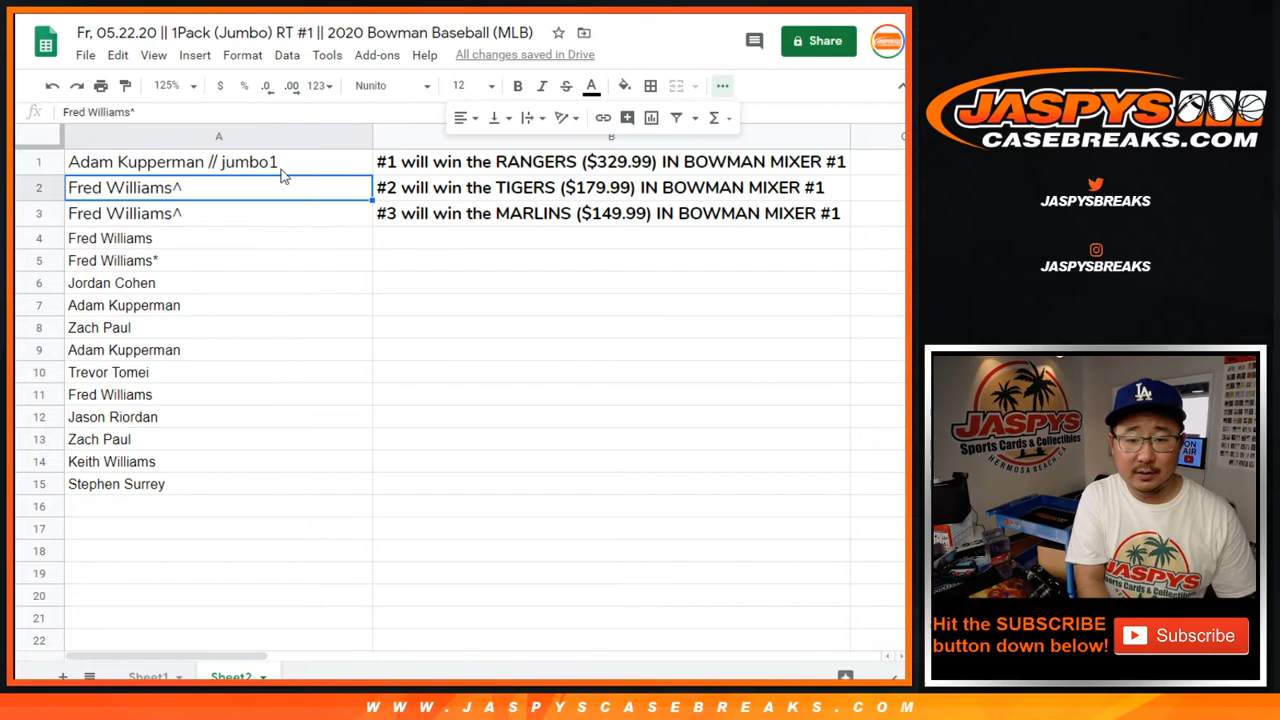 Fr, 05.22.20 || 1Pack (Jumbo) RT #1 || 2020 Bowman Baseball (MLB)
File Edit View Insert Format Data Tools Add-ons Help All changes saved in Drive
Share
125% $ % .0 .00 123 Nunito 12 B I S A
fx Fred Williams^
A B
1 Adam Kupperman // jumbo1 #1 will win the RANGERS ($329.99) IN BOWMAN MIXER #1
2 Fred Williams^ #2 will win the TIGERS ($179.99) IN BOWMAN MIXER #1
3 Fred Williams^ #3 will win the MARLINS ($149.99) IN BOWMAN MIXER #1
4 Fred Williams
5 Fred Williams*
6 Jordan Cohen
7 Adam Kupperman
8 Zach Paul
9 Adam Kupperman
10 Trevor Tomei
11 Fred Williams
12 Jason Riordan
13 Zach Paul
14 Keith Williams
15 Stephen Surrey
16
17
18
19
20
21
22
Sheet1 Sheet2
JASPYS
CASEBREAKS.COM
JASPYSBREAKS
JASPYSBREAKS
JASPYS
Sports Cards & Collectibles
HERMOSA BEACH, CA
LA
ON
AIR
JASPYS
Hit the SUBSCRIBE
button down below!
Subscribe
WWW.JASPYSCASEBREAKS.COM